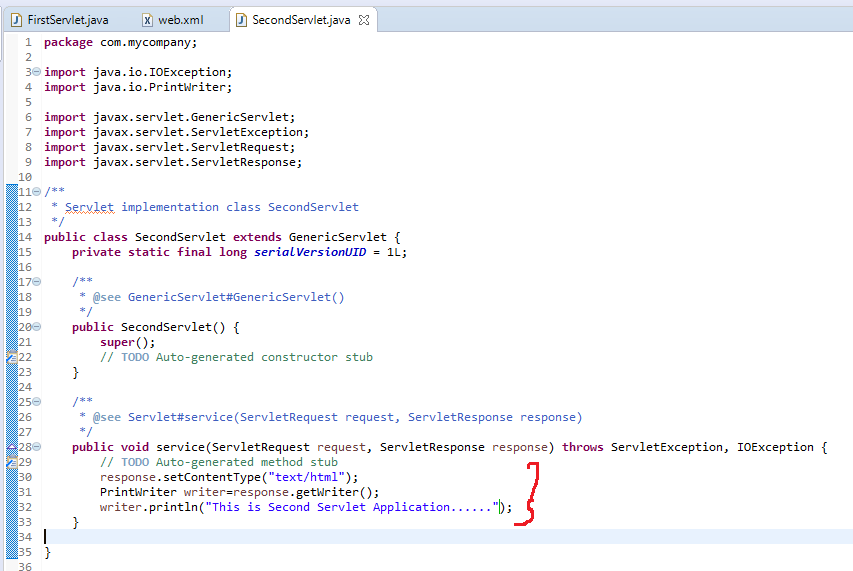 FirstServlet.java web.xml SecondServlet.java
1 package com.mycompany;
2
3 import java.io.IOException;
4 import java.io.PrintWriter;
5
6 import javax.servlet.GenericServlet;
7 import javax.servlet.ServletException;
8 import javax.servlet.ServletRequest;
9 import javax.servlet.ServletResponse;
10
11 /**
12 * Servlet implementation class SecondServlet
13 */
14 public class SecondServlet extends GenericServlet {
15 private static final long serialVersionUID = 1L;
16
17 /**
18 * @see GenericServlet#GenericServlet()
19 */
20 public SecondServlet() {
21 super();
22 // TODO Auto-generated constructor stub
23 }
24
25 /**
26 * @see Servlet#service(ServletRequest request, ServletResponse response)
27 */
28 public void service(ServletRequest request, ServletResponse response) throws ServletException, IOException {
29 // TODO Auto-generated method stub
30 response.setContentType("text/html");
31 PrintWriter writer=response.getWriter();
32 writer.println("This is Second Servlet Application......");
33 }
34
35 }
36